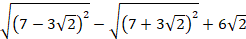 √((7 − 3√2)²) − √((7 + 3√2)²) + 6√2